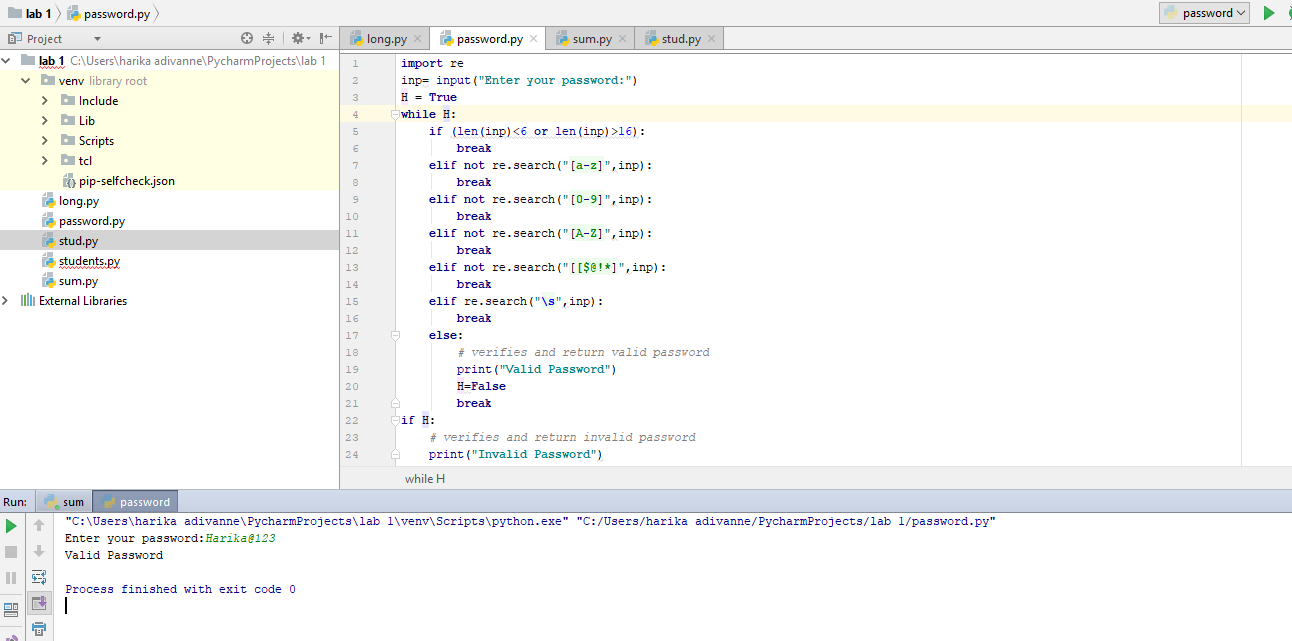 lab 1 password.py password
Project
long.py password.py sum.py stud.py
lab 1 C:\Users\harika adivanne\PycharmProjects\lab 1
venv library root
Include
Lib
Scripts
tcl
pip-selfcheck.json
long.py
password.py
stud.py
students.py
sum.py
External Libraries
1 import re
2 inp= input("Enter your password:")
3 H = True
4 while H:
5 if (len(inp)<6 or len(inp)>16):
6 break
7 elif not re.search("[a-z]",inp):
8 break
9 elif not re.search("[0-9]",inp):
10 break
11 elif not re.search("[A-Z]",inp):
12 break
13 elif not re.search("[[$@!*]",inp):
14 break
15 elif re.search("\s",inp):
16 break
17 else:
18 # verifies and return valid password
19 print("Valid Password")
20 H=False
21 break
22 if H:
23 # verifies and return invalid password
24 print("Invalid Password")
while H
Run: sum password
"C:\Users\harika adivanne\PycharmProjects\lab 1\venv\Scripts\python.exe" "C:/Users/harika adivanne/PycharmProjects/lab 1/password.py"
Enter your password:Harika@123
Valid Password
Process finished with exit code 0